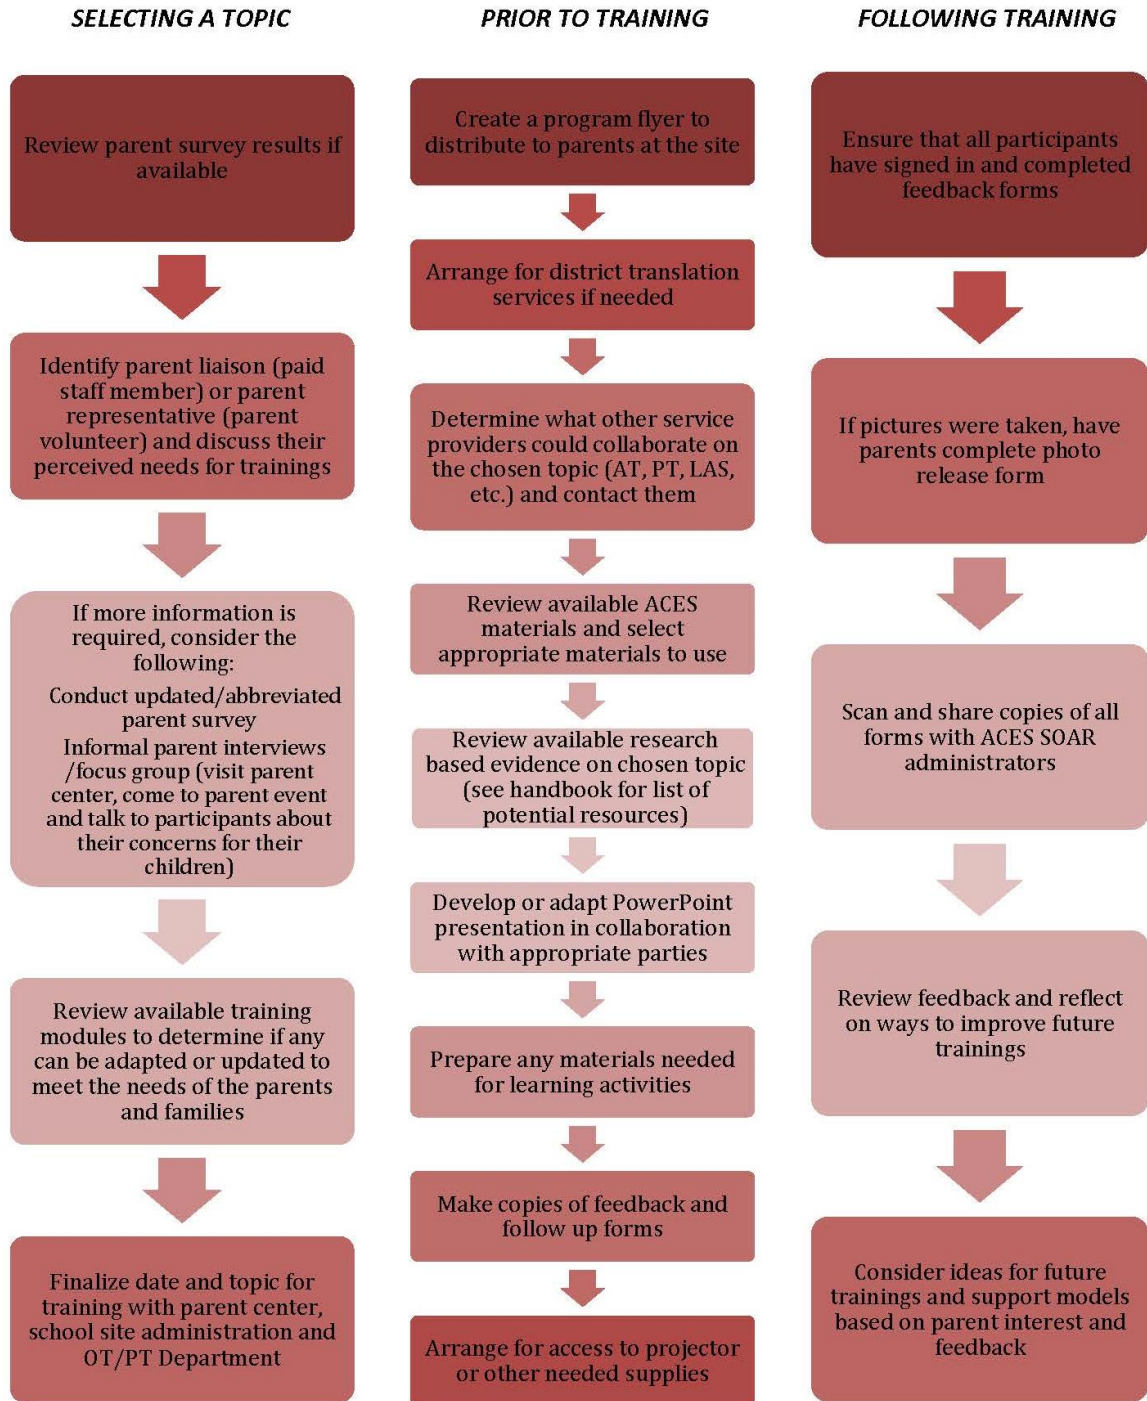 SELECTING A TOPIC
Review parent survey results if
available
Identify parent liaison (paid
staff member) or parent
representative (parent
volunteer) and discuss their
perceived needs for trainings
If more information is
required, consider the
following:
Conduct updated/abbreviated
parent survey
Informal parent interviews
/focus group (visit parent
center, come to parent event
and talk to participants about
their concerns for their
children)
Review available training
modules to determine if any
can be adapted or updated to
meet the needs of the parents
and families
Finalize date and topic for
training with parent center,
school site administration and
OT/PT Department
PRIOR TO TRAINING
Create a program flyer to
distribute to parents at the site
Arrange for district translation
services if needed
Determine what other service
providers could collaborate on
the chosen topic (AT, PT, LAS,
etc.) and contact them
Review available ACES
materials and select
appropriate materials to use
Review available research
based evidence on chosen topic
(see handbook for list of
potential resources)
Develop or adapt PowerPoint
presentation in collaboration
with appropriate parties
Prepare any materials needed
for learning activities
Make copies of feedback and
follow up forms
Arrange for access to projector
or other needed supplies
FOLLOWING TRAINING
Ensure that all participants
have signed in and completed
feedback forms
If pictures were taken, have
parents complete photo
release form
Scan and share copies of all
forms with ACES SOAR
administrators
Review feedback and reflect
on ways to improve future
trainings
Consider ideas for future
trainings and support models
based on parent interest and
feedback